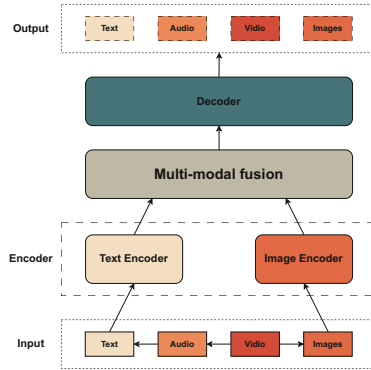 Output
Text Audio Vidio Images
Decoder
Multi-modal fusion
Encoder
Text Encoder Image Encoder
Input
Text Audio Vidio Images